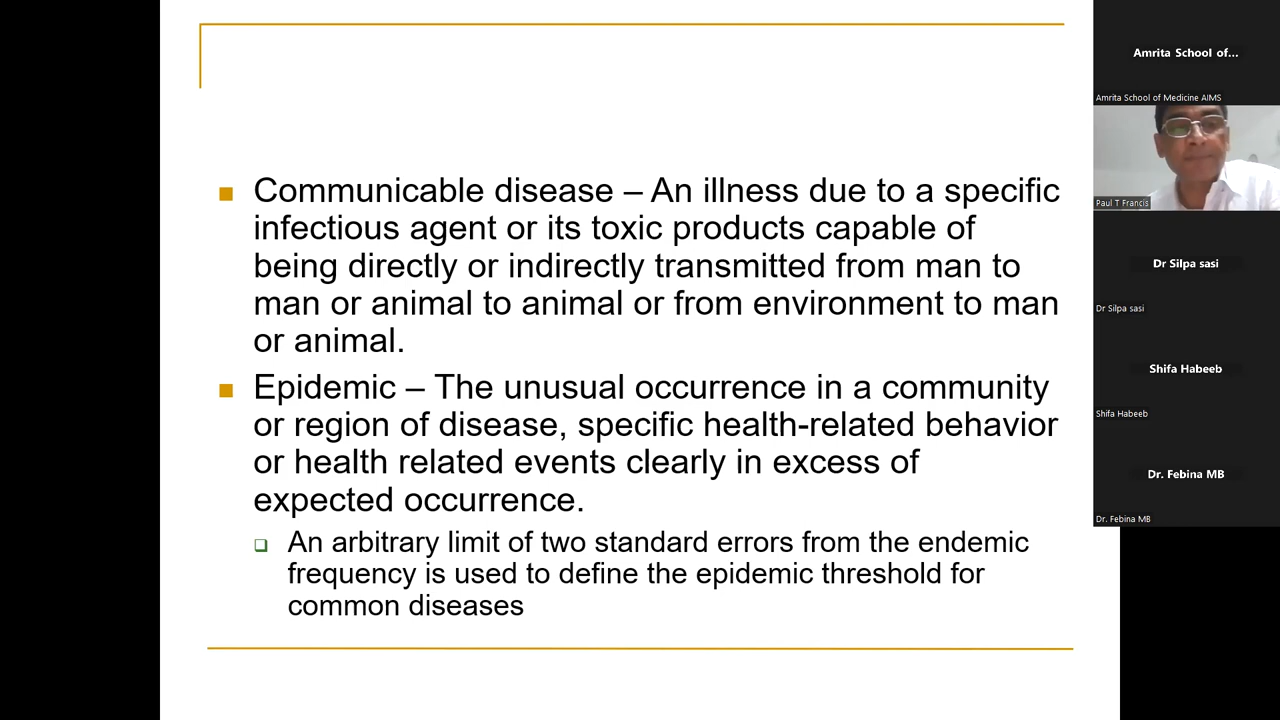 Communicable disease – An illness due to a specific
infectious agent or its toxic products capable of
being directly or indirectly transmitted from man to
man or animal to animal or from environment to man
or animal.
Epidemic – The unusual occurrence in a community
or region of disease, specific health-related behavior
or health related events clearly in excess of
expected occurrence.
An arbitrary limit of two standard errors from the endemic
frequency is used to define the epidemic threshold for
common diseases
Amrita School of...
Amrita School of Medicine AIMS
Paul T Francis
Dr Silpa sasi
Dr Silpa sasi
Shifa Habeeb
Shifa Habeeb
Dr. Febina MB
Dr. Febina MB